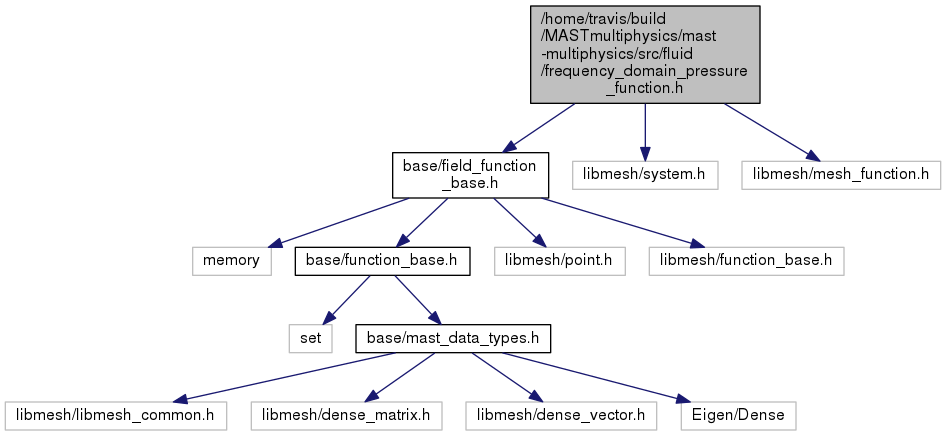 /home/travis/build
/MASTmultiphysics/mast
-multiphysics/src/fluid
/frequency_domain_pressure
_function.h
base/field_function
_base.h
libmesh/system.h
libmesh/mesh_function.h
memory
base/function_base.h
libmesh/point.h
libmesh/function_base.h
set
base/mast_data_types.h
libmesh/libmesh_common.h
libmesh/dense_matrix.h
libmesh/dense_vector.h
Eigen/Dense